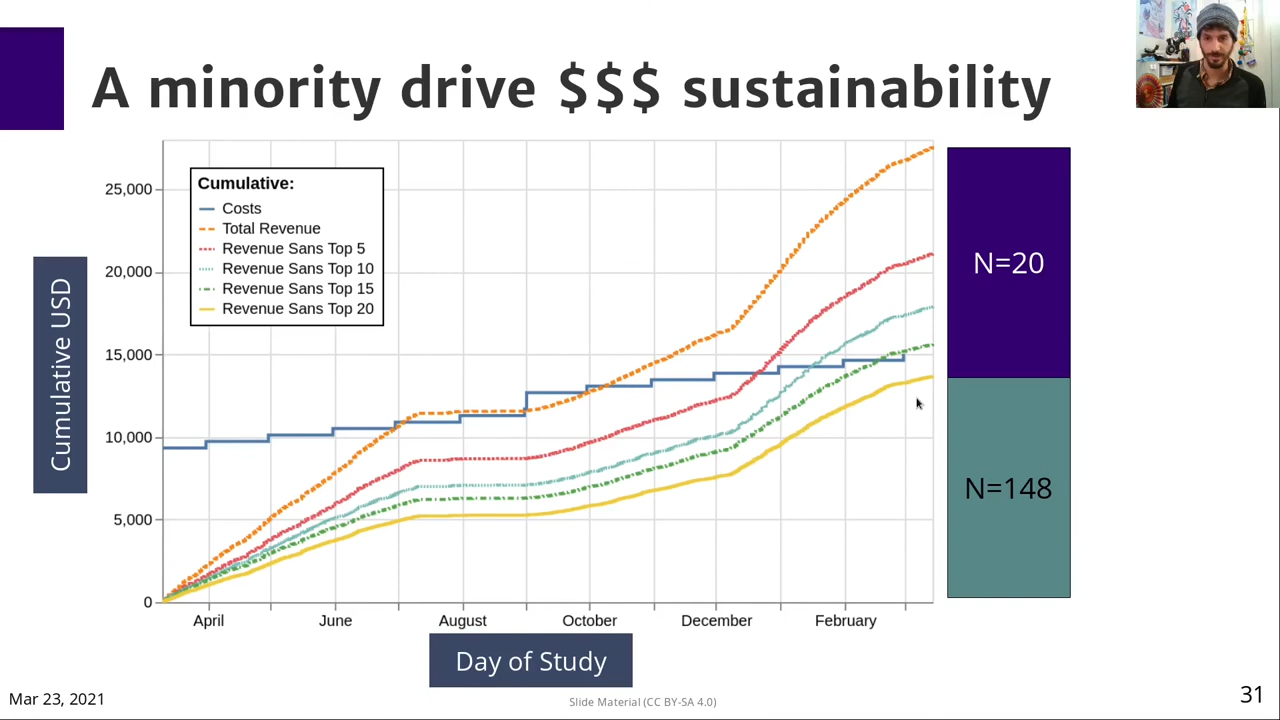 A minority drive $$$ sustainability
Cumulative USD
25,000
20,000
15,000
10,000
5,000
0
Cumulative:
Costs
Total Revenue
Revenue Sans Top 5
Revenue Sans Top 10
Revenue Sans Top 15
Revenue Sans Top 20
N=20
N=148
April June August October December February
Day of Study
Mar 23, 2021
Slide Material (CC BY-SA 4.0)
31